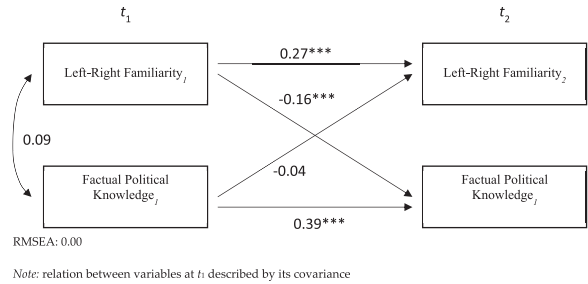 t1 t2
Left-Right Familiarity1 0.27*** Left-Right Familiarity2
-0.16***
0.09
-0.04
Factual Political Factual Political
Knowledge1 Knowledge1
0.39***
RMSEA: 0.00
Note: relation between variables at t1 described by its covariance